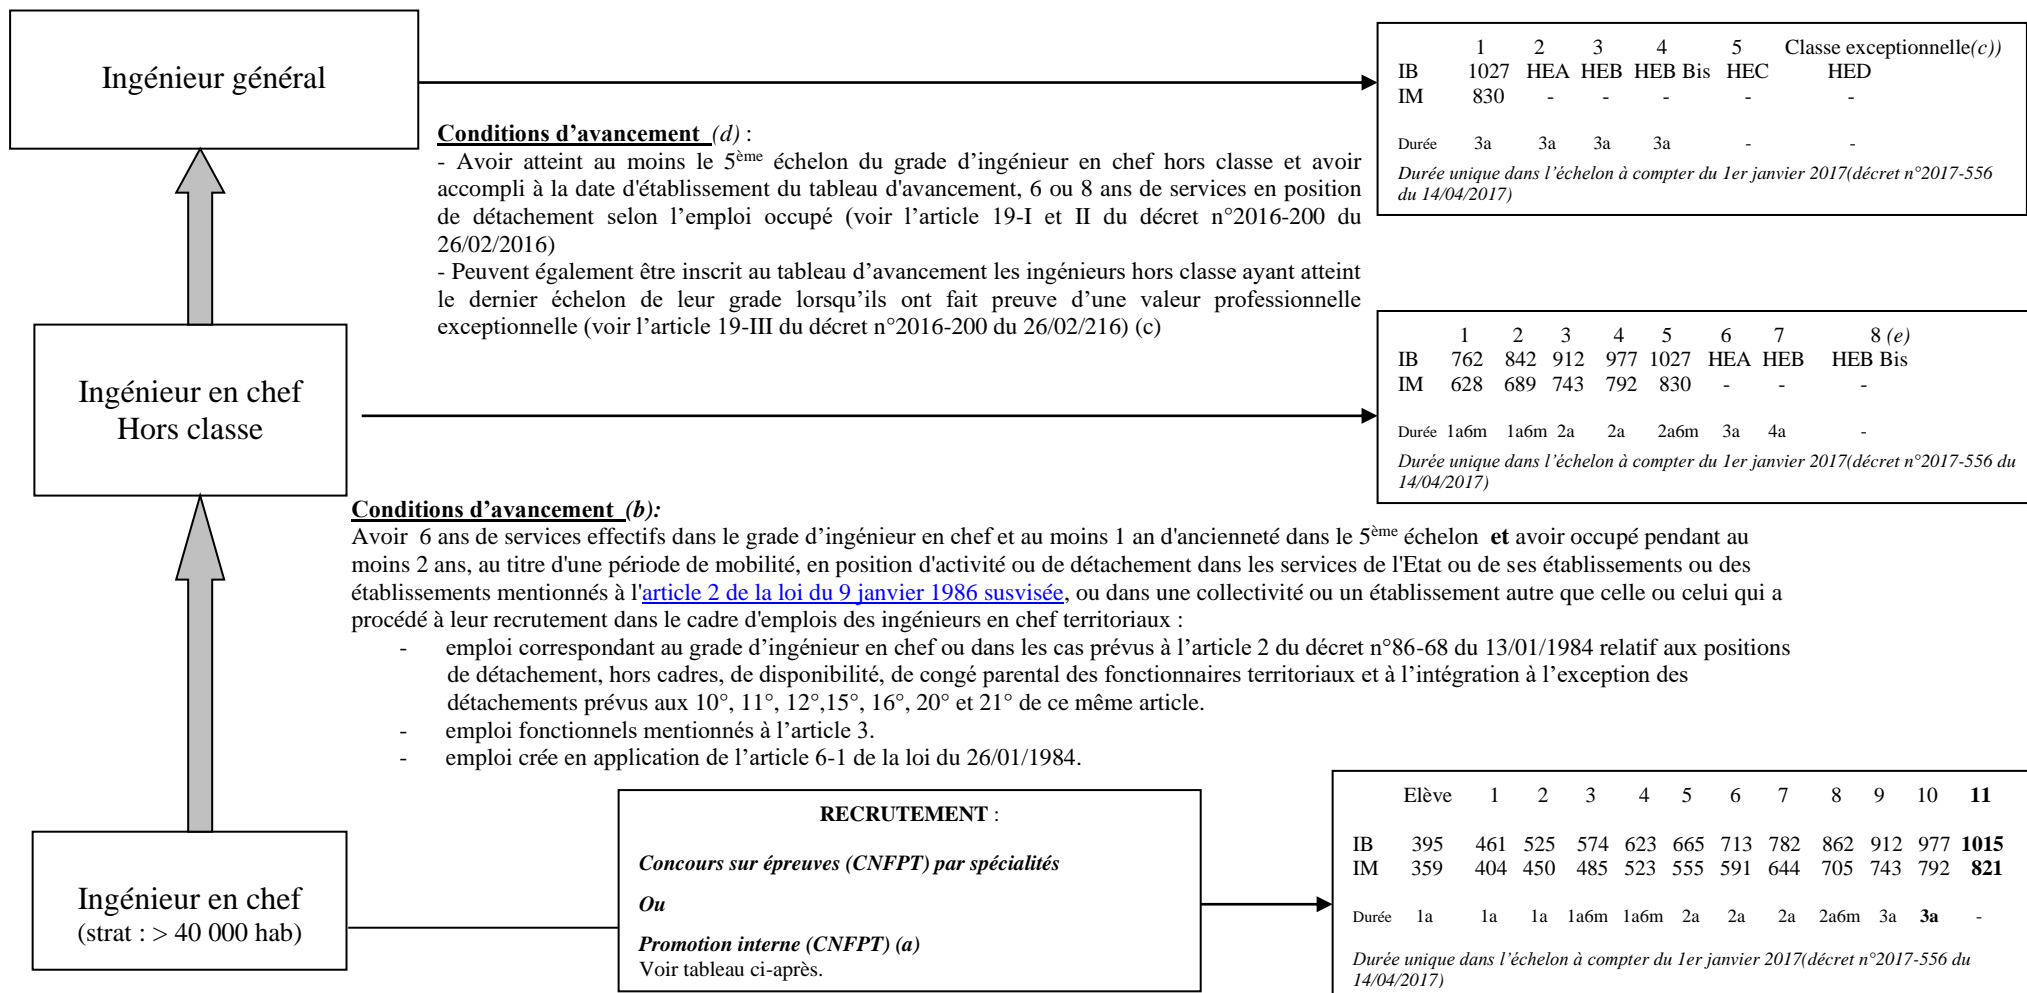 Ingénieur général
1 2 3 4 5 Classe exceptionnelle(c))
IB 1027 HEA HEB HEB Bis HEC HED
IM 830 - - - - -
Durée 3a 3a 3a 3a - -
Durée unique dans l’échelon à compter du 1er janvier 2017(décret n°2017-556
du 14/04/2017)
Conditions d’avancement (d) :
- Avoir atteint au moins le 5ème échelon du grade d’ingénieur en chef hors classe et avoir
accompli à la date d'établissement du tableau d'avancement, 6 ou 8 ans de services en position
de détachement selon l’emploi occupé (voir l’article 19-I et II du décret n°2016-200 du
26/02/2016)
- Peuvent également être inscrit au tableau d’avancement les ingénieurs hors classe ayant atteint
le dernier échelon de leur grade lorsqu’ils ont fait preuve d’une valeur professionnelle
exceptionnelle (voir l’article 19-III du décret n°2016-200 du 26/02/216) (c)
Ingénieur en chef
Hors classe
1 2 3 4 5 6 7 8 (e)
IB 762 842 912 977 1027 HEA HEB HEB Bis
IM 628 689 743 792 830 - - -
Durée 1a6m 1a6m 2a 2a 2a6m 3a 4a -
Durée unique dans l’échelon à compter du 1er janvier 2017(décret n°2017-556 du
14/04/2017)
Conditions d’avancement (b):
Avoir 6 ans de services effectifs dans le grade d’ingénieur en chef et au moins 1 an d'ancienneté dans le 5ème échelon et avoir occupé pendant au
moins 2 ans, au titre d'une période de mobilité, en position d'activité ou de détachement dans les services de l'Etat ou de ses établissements ou des
établissements mentionnés à l'article 2 de la loi du 9 janvier 1986 susvisée, ou dans une collectivité ou un établissement autre que celle ou celui qui a
procédé à leur recrutement dans le cadre d'emplois des ingénieurs en chef territoriaux :
- emploi correspondant au grade d’ingénieur en chef ou dans les cas prévus à l’article 2 du décret n°86-68 du 13/01/1984 relatif aux positions
de détachement, hors cadres, de disponibilité, de congé parental des fonctionnaires territoriaux et à l’intégration à l’exception des
détachements prévus aux 10°, 11°, 12°,15°, 16°, 20° et 21° de ce même article.
- emploi fonctionnels mentionnés à l’article 3.
- emploi crée en application de l’article 6-1 de la loi du 26/01/1984.
Ingénieur en chef
(strat : > 40 000 hab)
RECRUTEMENT :
Concours sur épreuves (CNFPT) par spécialités
Ou
Promotion interne (CNFPT) (a)
Voir tableau ci-après.
Elève 1 2 3 4 5 6 7 8 9 10 11
IB 395 461 525 574 623 665 713 782 862 912 977 1015
IM 359 404 450 485 523 555 591 644 705 743 792 821
Durée 1a 1a 1a 1a6m 1a6m 2a 2a 2a 2a6m 3a 3a -
Durée unique dans l’échelon à compter du 1er janvier 2017(décret n°2017-556 du
14/04/2017)